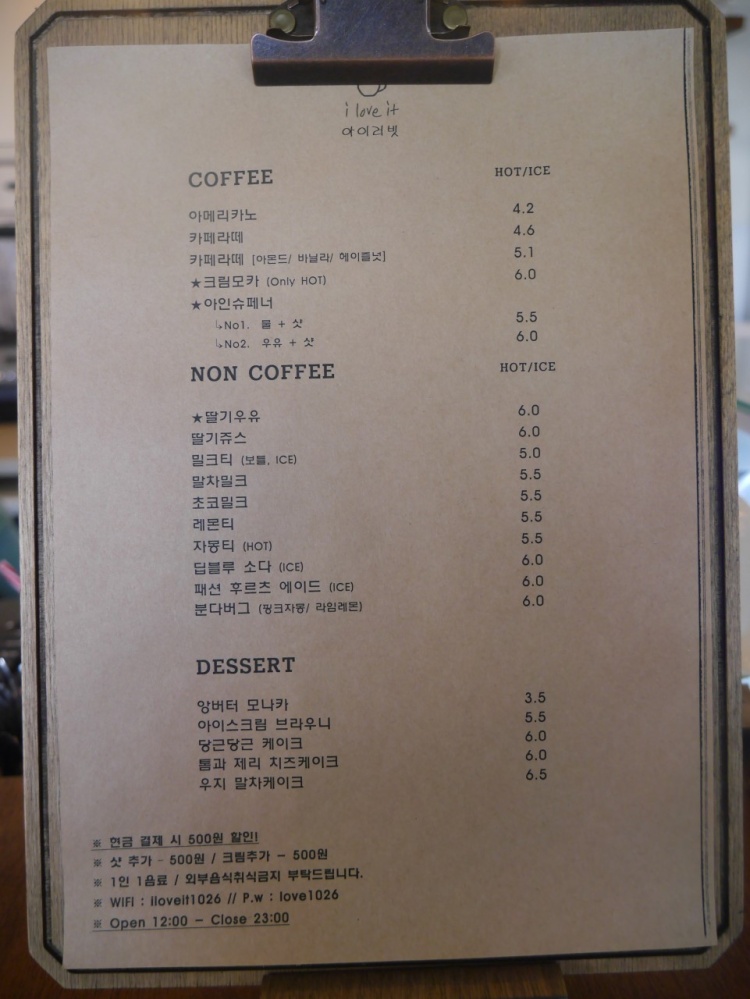 i love it
아이러빗
COFFEE HOT/ICE
아메리카노 4.2
카페라떼 4.6
카페라떼 [아몬드/ 바닐라/ 헤이즐넛] 5.1
★크림모카 (Only HOT) 6.0
★아인슈페너
↳No1. 물 + 샷 5.5
↳No2. 우유 + 샷 6.0
NON COFFEE HOT/ICE
★딸기우유 6.0
딸기쥬스 6.0
밀크티 (보틀, ICE) 5.0
말차밀크 5.5
초코밀크 5.5
레몬티 5.5
자몽티 (HOT) 5.5
딥블루 소다 (ICE) 6.0
패션 후르츠 에이드 (ICE) 6.0
분다버그 (핑크자몽/ 라임레몬) 6.0
DESSERT
앙버터 모나카 3.5
아이스크림 브라우니 5.5
당근당근 케이크 6.0
톰과 제리 치즈케이크 6.0
우지 말차케이크 6.5
※ 현금 결제 시 500원 할인!
※ 샷 추가 - 500원 / 크림추가 - 500원
※ 1인 1음료 / 외부음식취식금지 부탁드립니다.
※ WiFi : iloveit1026 // P.w : love1026
※ Open 12:00 - Close 23:00